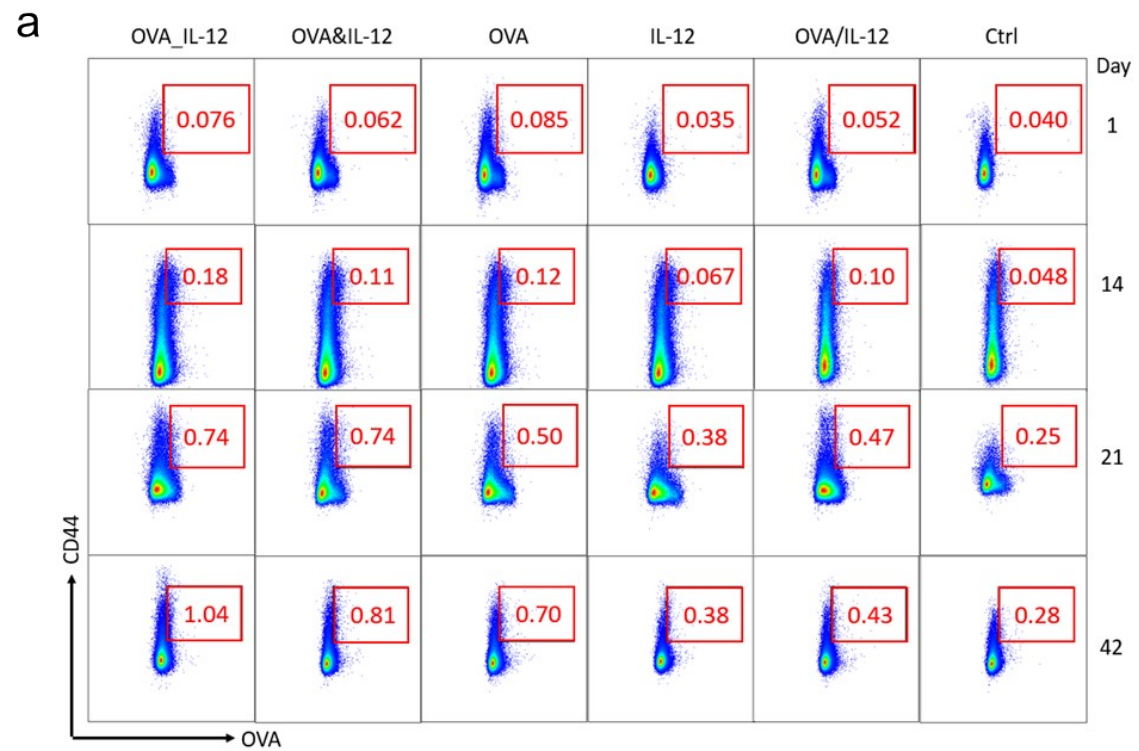 a
OVA_IL-12 OVA&IL-12 OVA IL-12 OVA/IL-12 Ctrl
Day
0.076 0.062 0.085 0.035 0.052 0.040 1
0.18 0.11 0.12 0.067 0.10 0.048 14
0.74 0.74 0.50 0.38 0.47 0.25 21
CD44
1.04 0.81 0.70 0.38 0.43 0.28 42
OVA